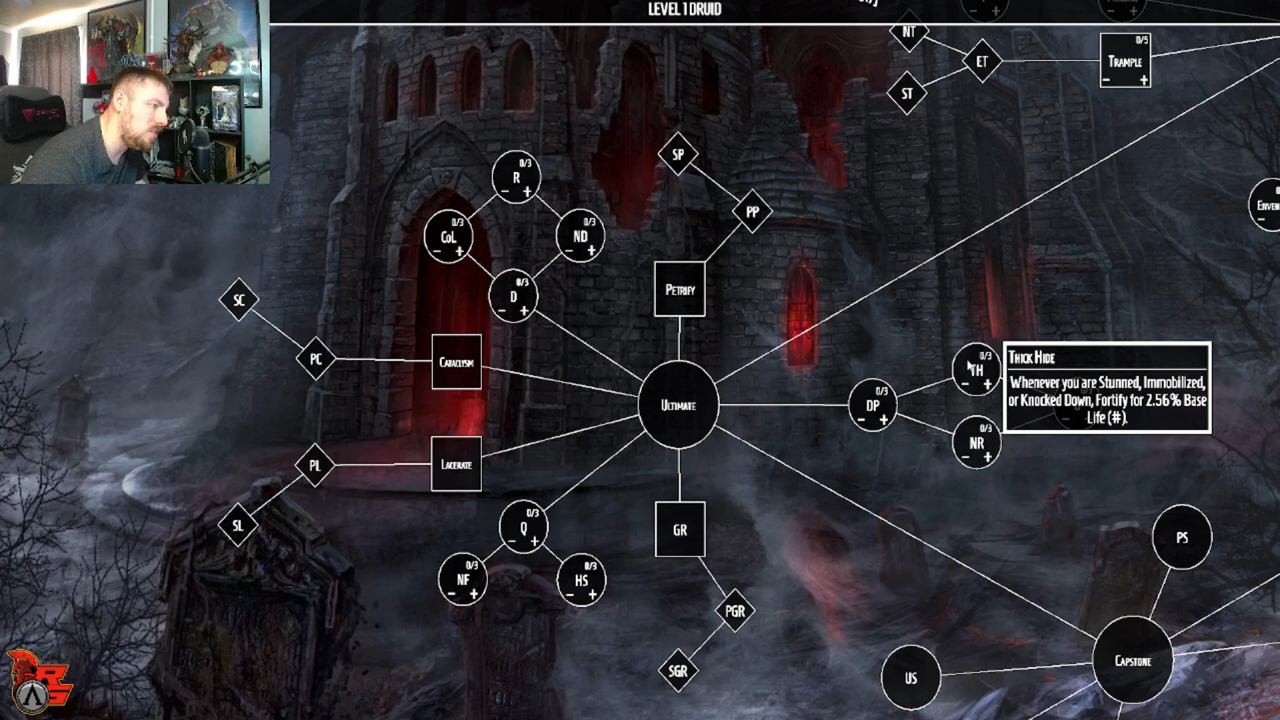 LEVEL 1 DRUID
NT
ET
ST
0/5
TRAMPLE
- +
SP
PP
PETRIFY
0/3
R
- +
0/3
COL
- +
0/3
ND
- +
0/3
D
- +
SC
PC
CATACLYSM
ULTIMATE
0/3
DP
- +
0/3
TH
- +
THICK HIDE
Whenever you are Stunned, Immobilized,
or Knocked Down, Fortify for 2.56% Base
Life (#).
0/3
NR
- +
PL
LACERATE
SL
0/3
Q
- +
0/3
NF
- +
0/3
HS
- +
GR
PGR
SGR
PS
CAPSTONE
US
RS